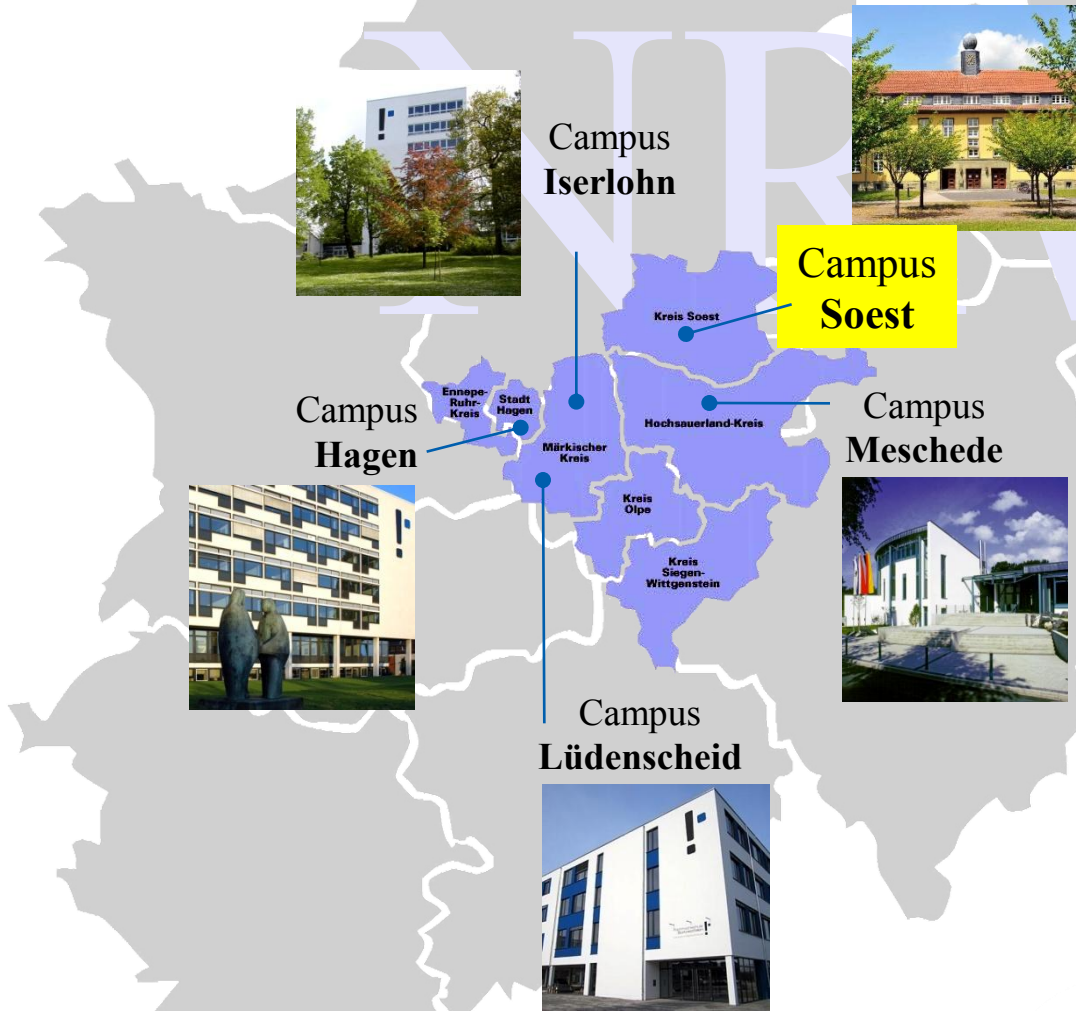 NRW
Campus
Iserlohn
Campus
Soest
Kreis Soest
Ennepe-
Ruhr-
Kreis
Stadt
Hagen
Campus
Hagen
Hochsauerland-Kreis
Campus
Meschede
Märkischer
Kreis
Kreis
Olpe
Kreis
Siegen-
Wittgenstein
Campus
Lüdenscheid